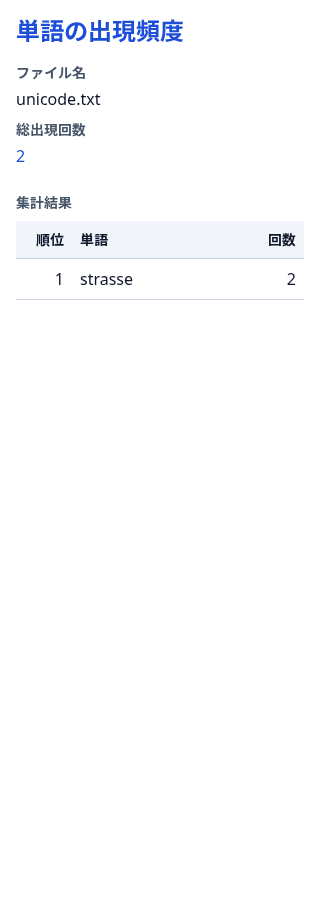 単語の出現頻度
ファイル名
unicode.txt
総出現回数
2
集計結果
順位 単語 回数
1 strasse 2